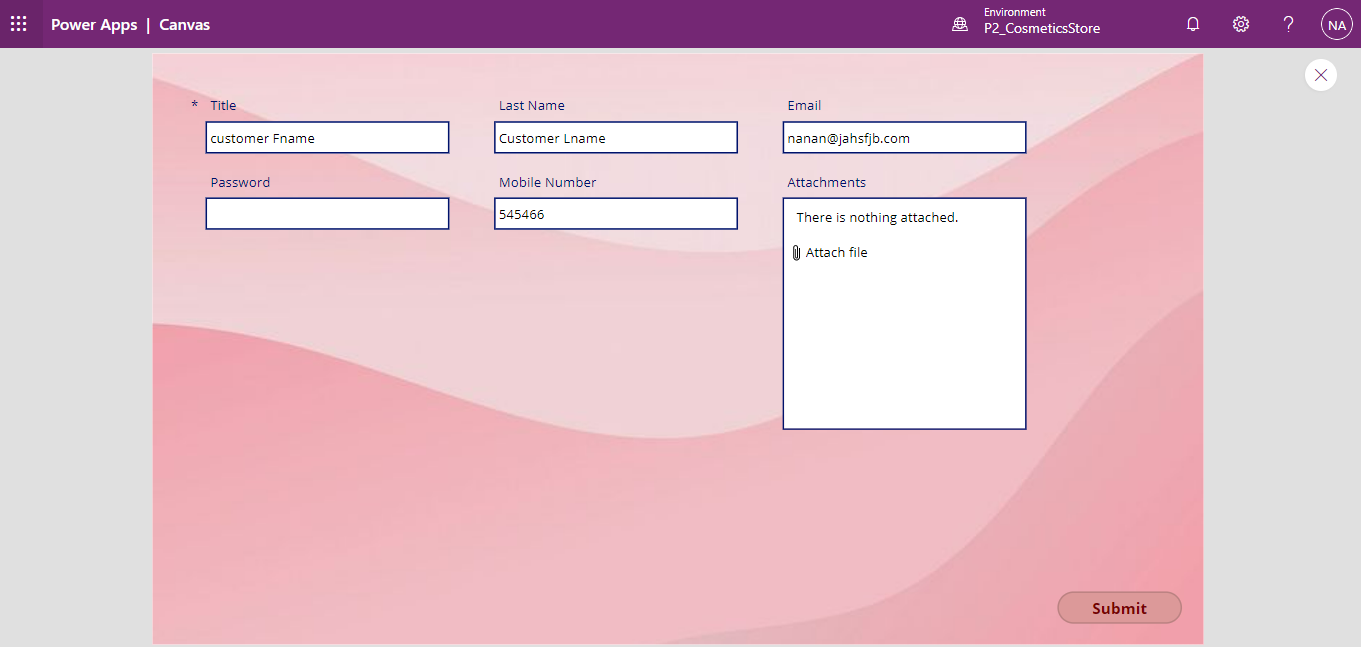 Power Apps | Canvas
Environment
P2_CosmeticsStore
?
NA
* Title
Last Name
Email
customer Fname
Customer Lname
nanan@jahsfjb.com
Password
Mobile Number
Attachments
545466
There is nothing attached.
Attach file
Submit